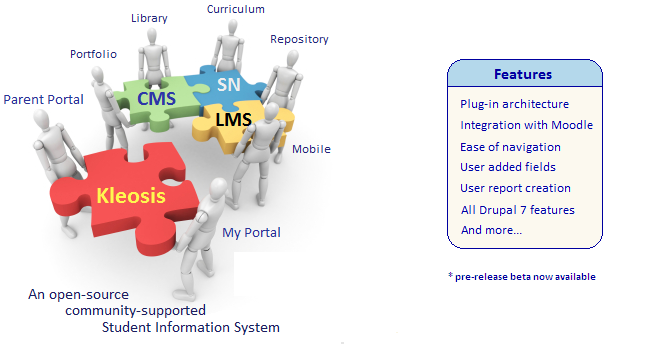 Curriculum
Library
Repository
Portfolio
Parent Portal
CMS
SN
LMS
Mobile
Kleosis
My Portal
An open-source
community-supported
Student Information System
Features
Plug-in architecture
Integration with Moodle
Ease of navigation
User added fields
User report creation
All Drupal 7 features
And more...
* pre-release beta now available